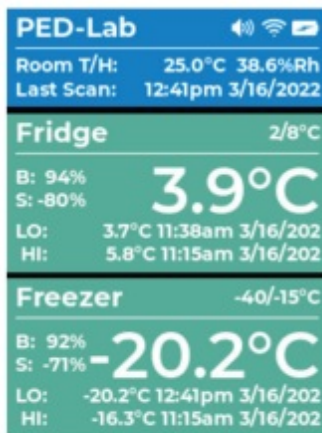 PED-Lab
Room T/H: 25.0°C 38.6%Rh
Last Scan: 12:41pm 3/16/2022
Fridge 2/8°C
B: 94%
S: -80%
3.9°C
LO: 3.7°C 11:38am 3/16/202
HI: 5.8°C 11:15am 3/16/202
Freezer -40/-15°C
B: 92%
S: -71%
-20.2°C
LO: -20.2°C 12:41pm 3/16/202
HI: -16.3°C 11:15am 3/16/202